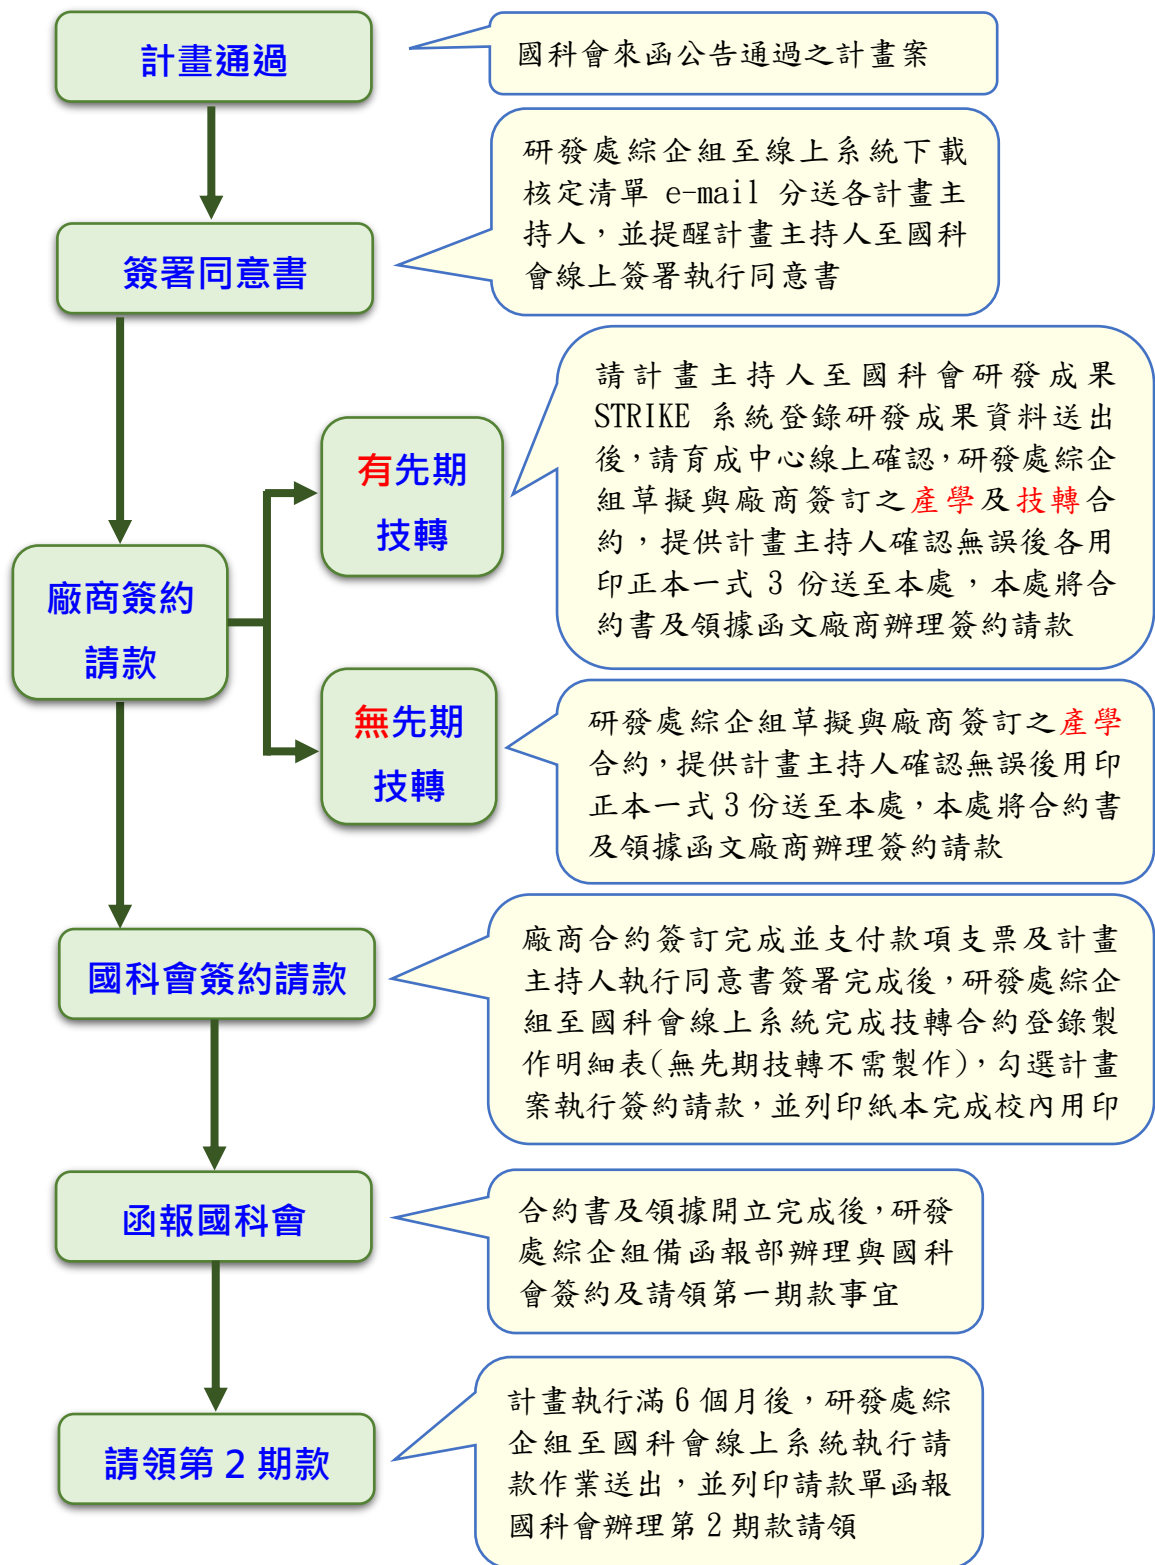 計畫通過
國科會來函公告通過之計畫案
研發處綜企組至線上系統下載
核定清單 e-mail 分送各計畫主
持人，並提醒計畫主持人至國科
會線上簽署執行同意書
簽署同意書
請計畫主持人至國科會研發成果
STRIKE 系統登錄研發成果資料送出
後，請育成中心線上確認，研發處綜企
組草擬與廠商簽訂之產學及技轉合
約，提供計畫主持人確認無誤後各用
印正本一式 3 份送至本處，本處將合
約書及領據函文廠商辦理簽約請款
有先期
技轉
廠商簽約
請款
無先期
技轉
研發處綜企組草擬與廠商簽訂之產學
合約，提供計畫主持人確認無誤後用印
正本一式 3 份送至本處，本處將合約書
及領據函文廠商辦理簽約請款
國科會簽約請款
廠商合約簽訂完成並支付款項支票及計畫
主持人執行同意書簽署完成後，研發處綜企
組至國科會線上系統完成技轉合約登錄製
作明細表(無先期技轉不需製作)，勾選計畫
案執行簽約請款，並列印紙本完成校內用印
函報國科會
合約書及領據開立完成後，研發
處綜企組備函報部辦理與國科
會簽約及請領第一期款事宜
請領第 2 期款
計畫執行滿 6 個月後，研發處綜
企組至國科會線上系統執行請
款作業送出，並列印請款單函報
國科會辦理第 2 期款請領